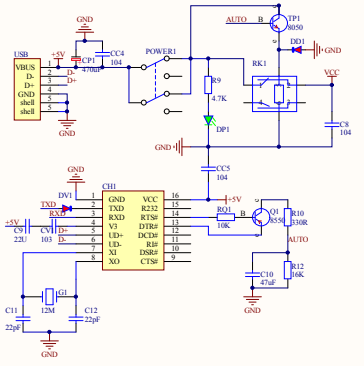 GND
TP1
8050
AUTO
B
USB
+5V
CC4
104
POWER1
DD1
GND
VBUS
D-
D+
GND
shell
shell
1
2
3
4
5
5
D-
D+
CP1
470uF
R9
4.7K
RK1
VCC
DP1
C8
104
GND
GND
GND
CC5
104
DV1
CH1
TXD
RXD
+5V
C9
22U
CV1
103
D+
D-
1
2
3
4
5
6
7
8
GND
TXD
RXD
V3
UD+
UD-
XI
XO
VCC
R232
RTS#
DTR#
DCD#
RI#
DSR#
CTS#
16
15
14
13
12
11
10
9
+5V
RQ1
10K
B
Q1
8550
R10
330R
AUTO
R12
16K
C10
47uF
GND
C11
22pF
G1
12M
C12
22pF
GND